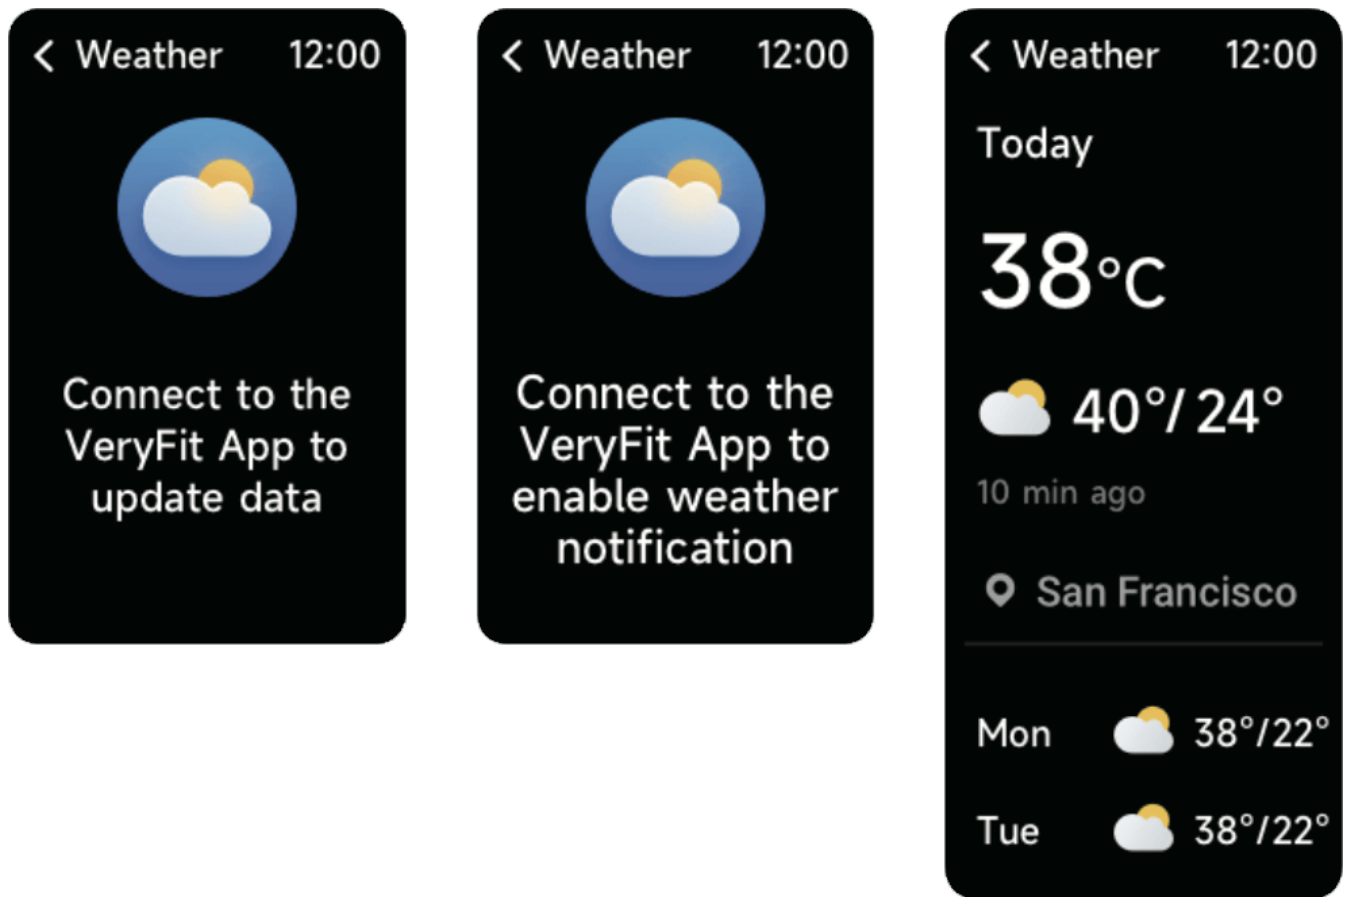 Weather 12:00
Connect to the
VeryFit App to
update data
Weather 12:00
Connect to the
VeryFit App to
enable weather
notification
Weather 12:00
Today
38°C
40°/24°
10 min ago
San Francisco
Mon 38°/22°
Tue 38°/22°